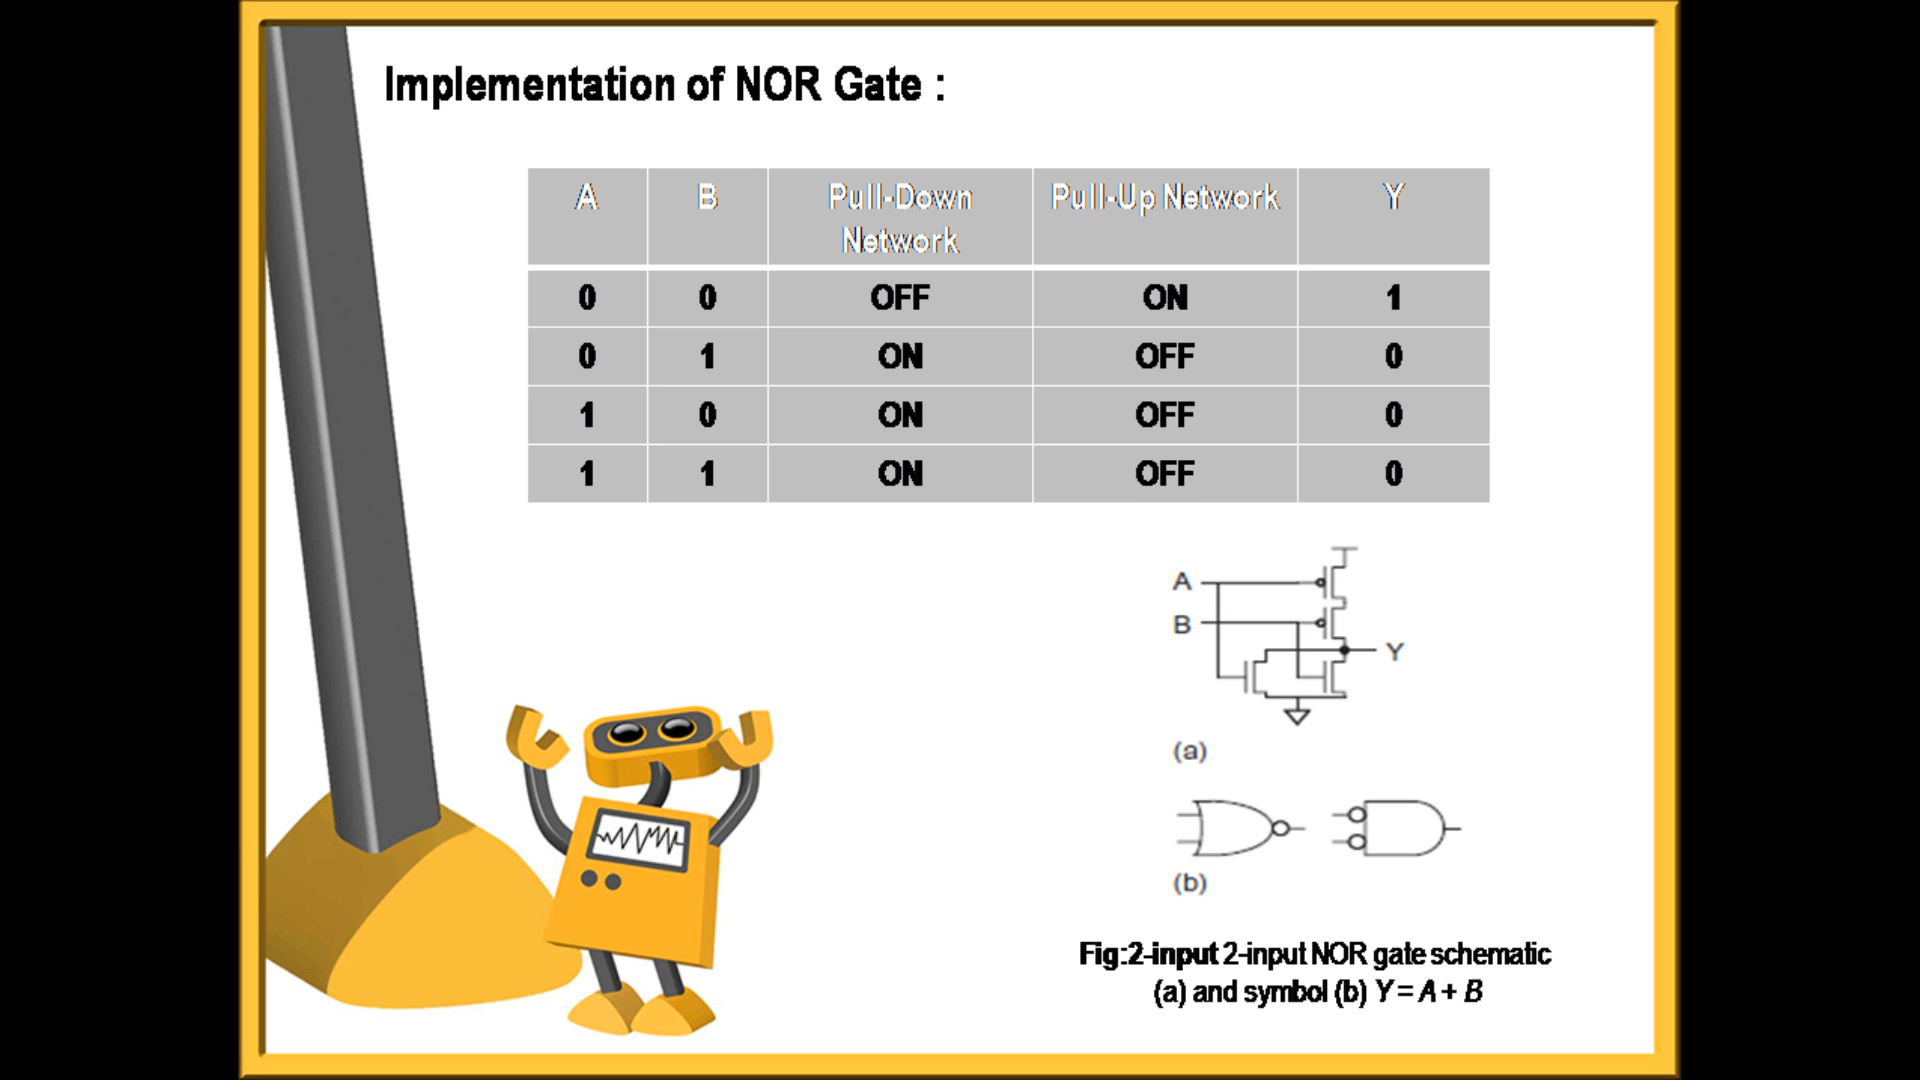 Implementation of NOR Gate :
A B Pull-Down Network Pull-Up Network Y
0 0 OFF ON 1
0 1 ON OFF 0
1 0 ON OFF 0
1 1 ON OFF 0
A
B
Y
(a)
(b)
Fig:2-input 2-input NOR gate schematic
(a) and symbol (b) Y = A + B